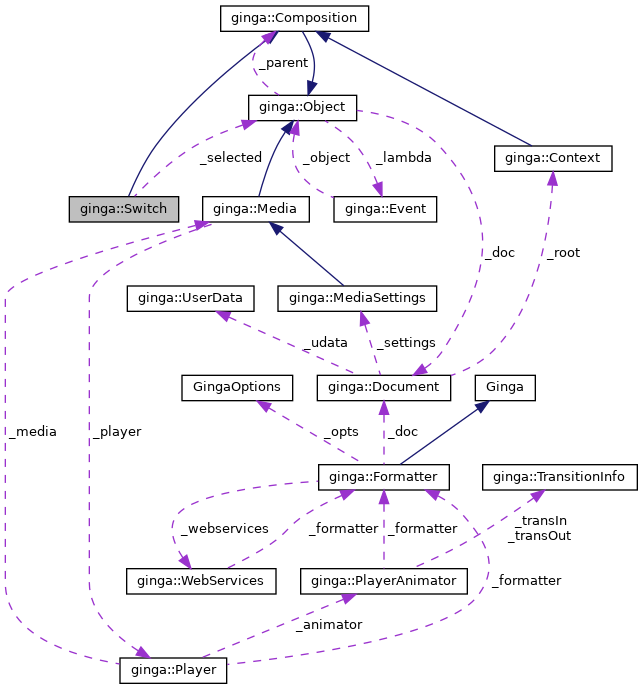 ginga::Composition
_parent
ginga::Object
_selected
_object
_lambda
ginga::Context
ginga::Switch
ginga::Media
ginga::Event
_doc
_root
ginga::UserData
ginga::MediaSettings
_udata
_settings
GingaOptions
ginga::Document
Ginga
_media
_player
_opts
_doc
ginga::Formatter
ginga::TransitionInfo
_webservices
_formatter
_formatter
_transIn
_transOut
ginga::WebServices
ginga::PlayerAnimator
_formatter
_animator
ginga::Player